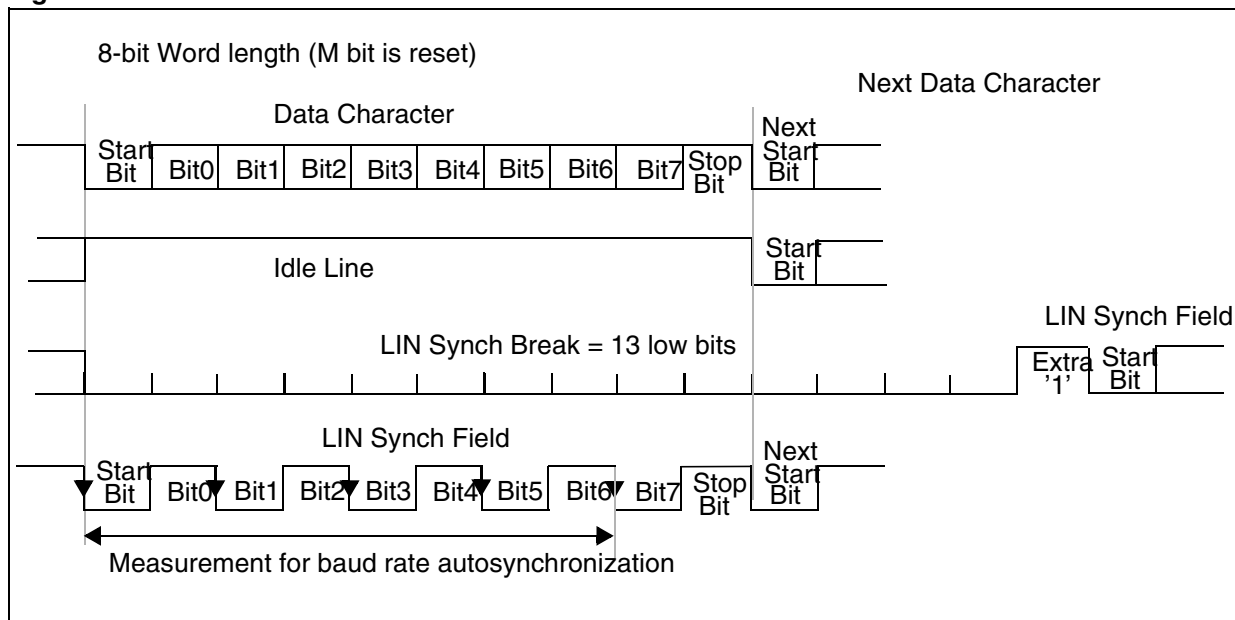 8-bit Word length (M bit is reset)
Next Data Character
Data Character
Start Bit Bit0 Bit1 Bit2 Bit3 Bit4 Bit5 Bit6 Bit7 Stop Bit Next Start Bit
Idle Line
Start Bit
LIN Synch Field
LIN Synch Break = 13 low bits
Extra '1' Start Bit
LIN Synch Field
Start Bit Bit0 Bit1 Bit2 Bit3 Bit4 Bit5 Bit6 Bit7 Stop Bit Next Start Bit
Measurement for baud rate autosynchronization